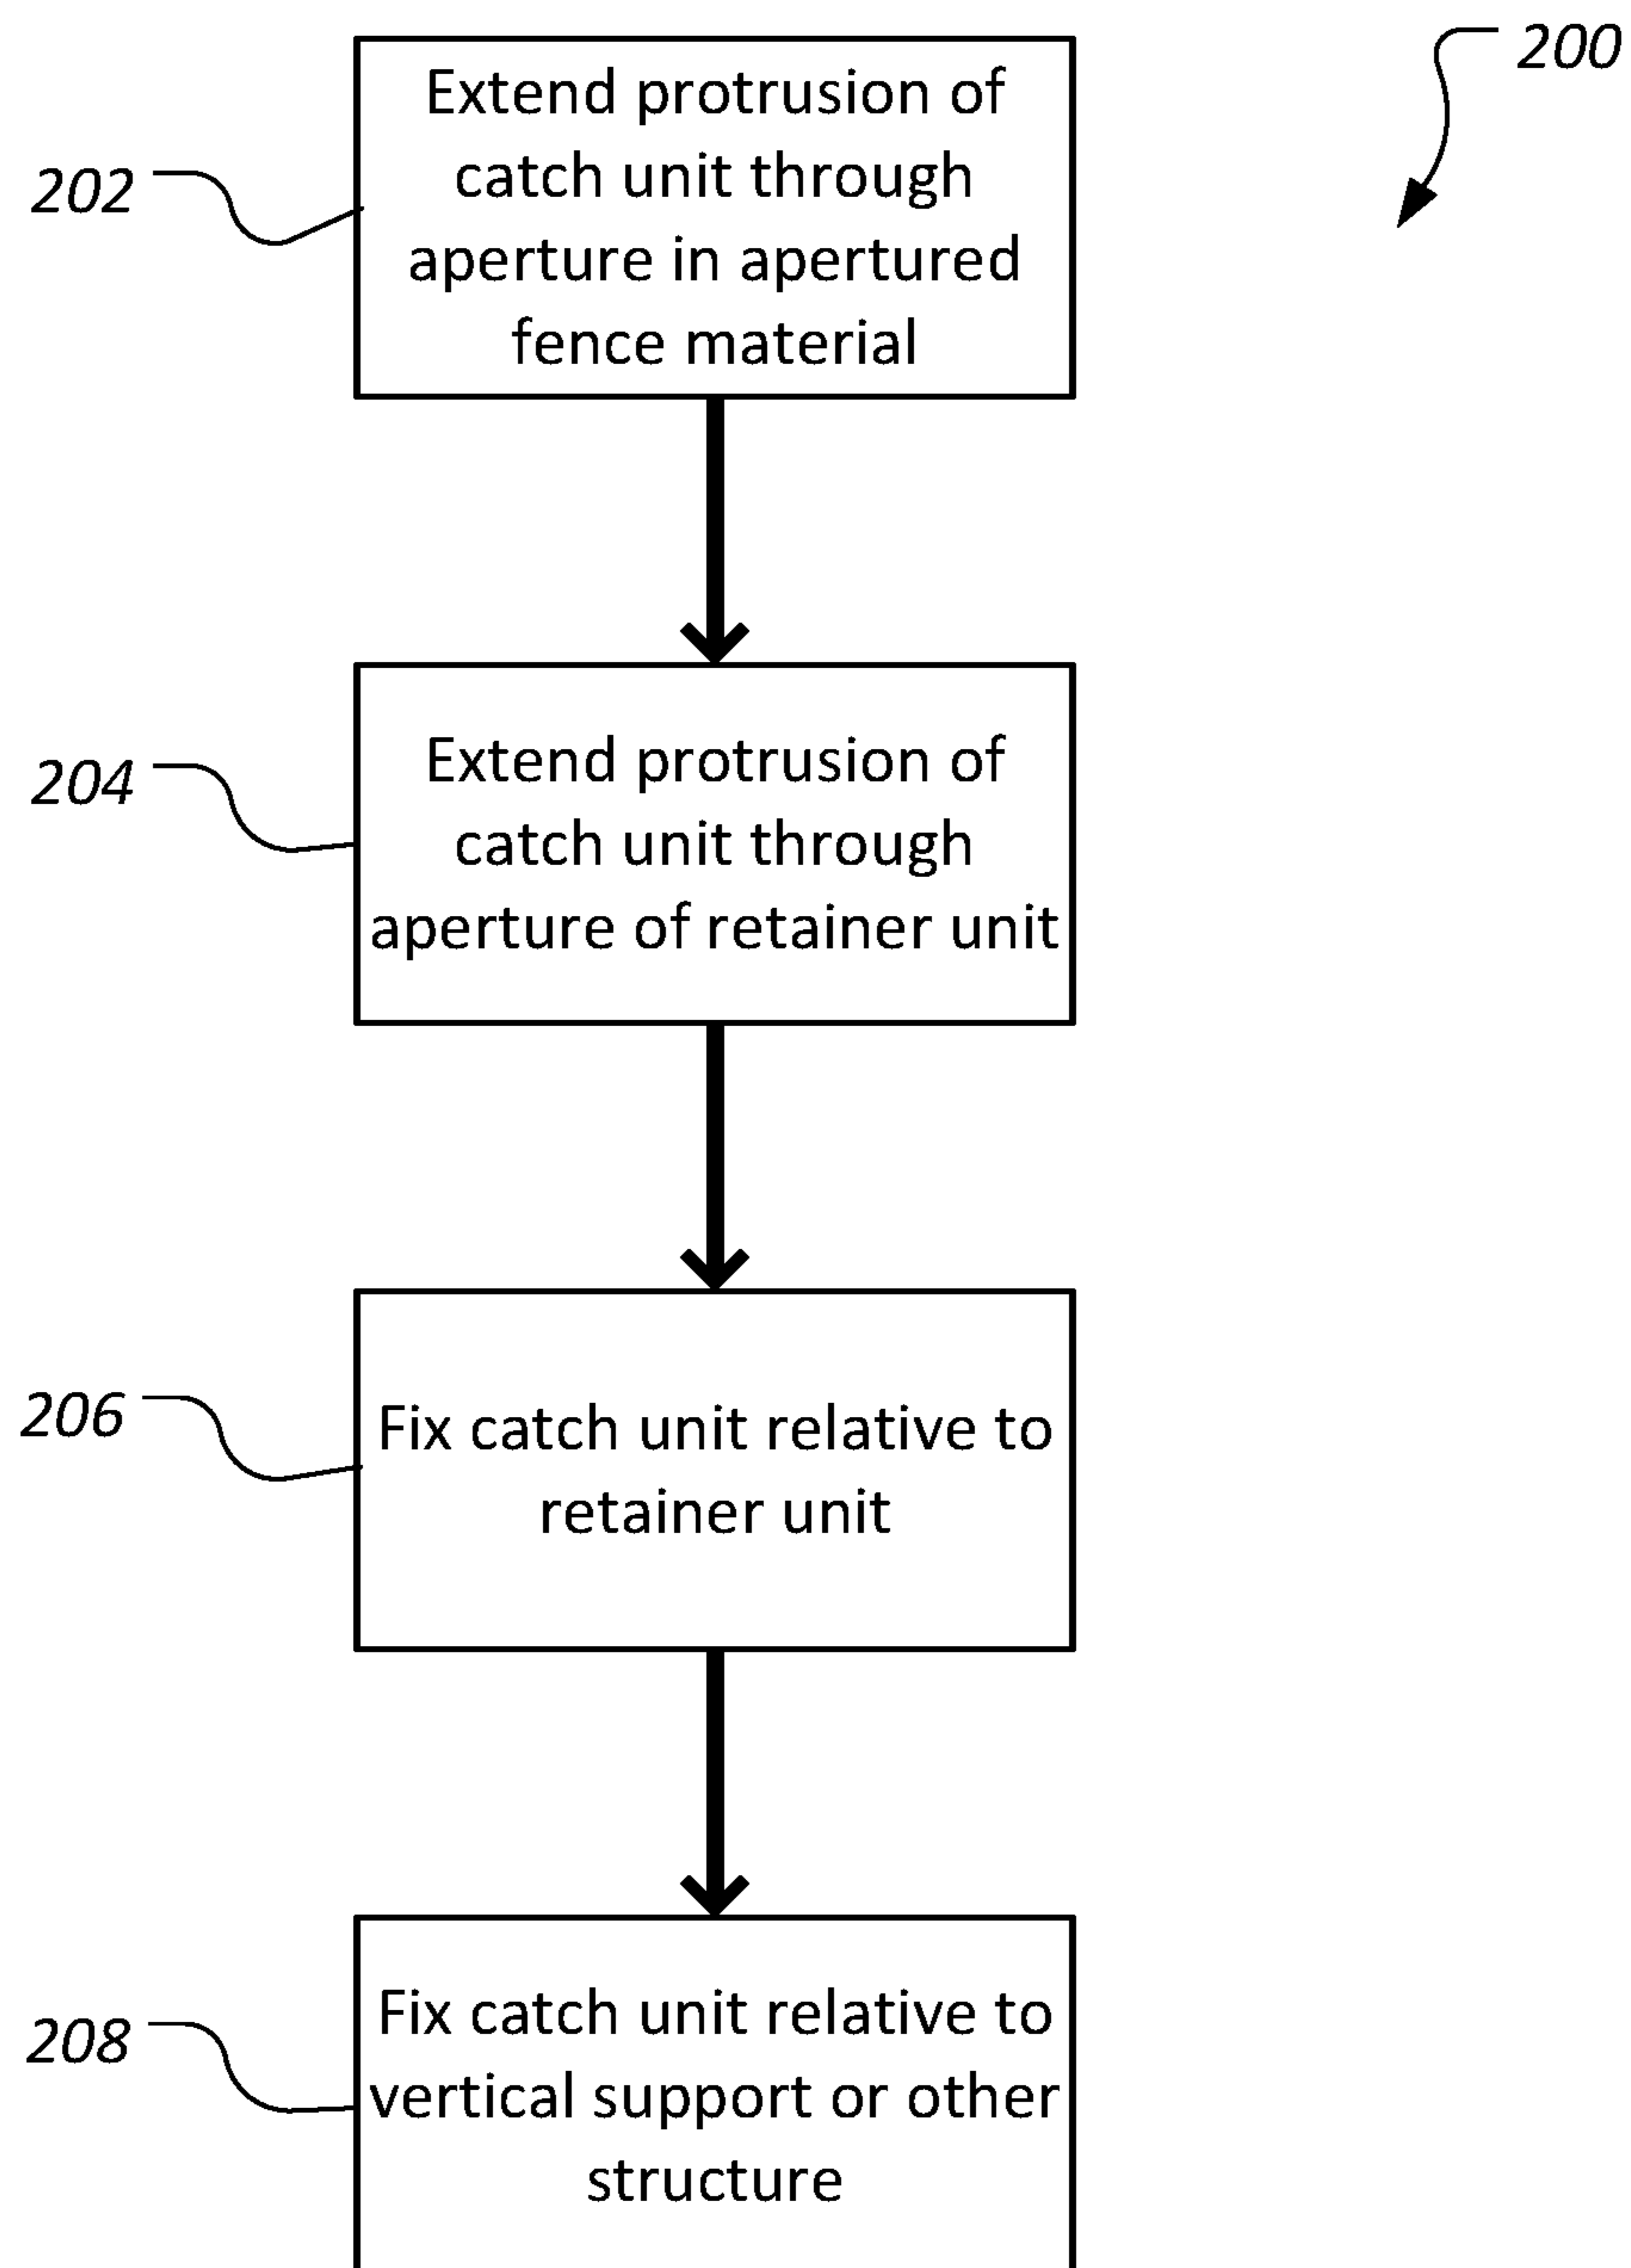 200
202
Extend protrusion of
catch unit through
aperture in apertured
fence material
204
Extend protrusion of
catch unit through
aperture of retainer unit
206
Fix catch unit relative to
retainer unit
208
Fix catch unit relative to
vertical support or other
structure